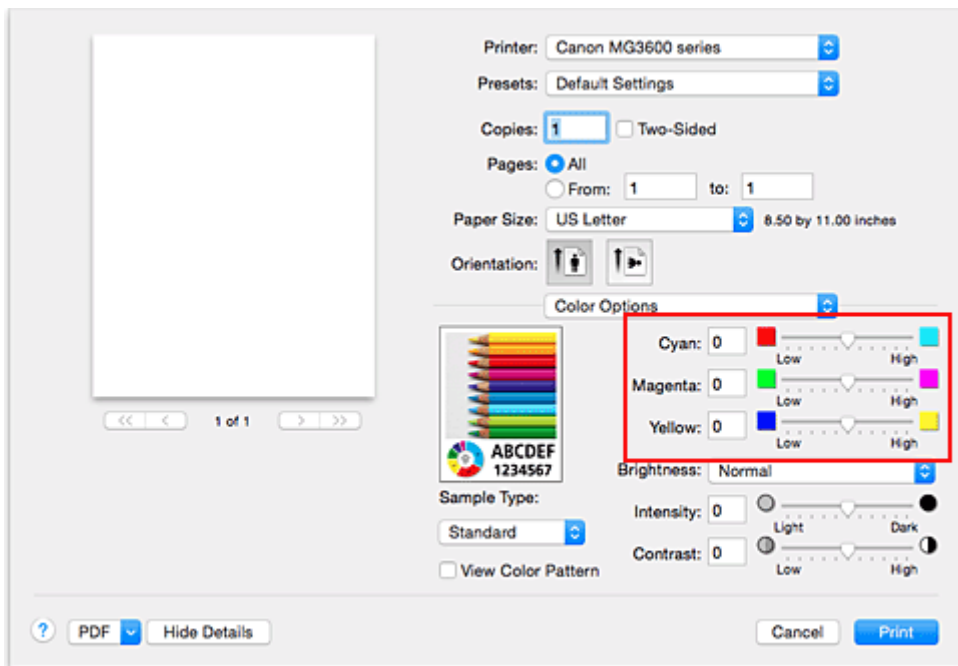 Printer: Canon MG3600 series
Presets: Default Settings
Copies: 1 Two-Sided
Pages: All
From: 1 to: 1
Paper Size: US Letter 8.50 by 11.00 inches
Orientation:
Color Options
Cyan: 0
Low High
Magenta: 0
Low High
Yellow: 0
Low High
<< < 1 of 1 > >>
ABCDEF
1234567
Brightness: Normal
Sample Type:
Intensity: 0
Light Dark
Standard
Contrast: 0
Low High
View Color Pattern
? PDF Hide Details Cancel Print